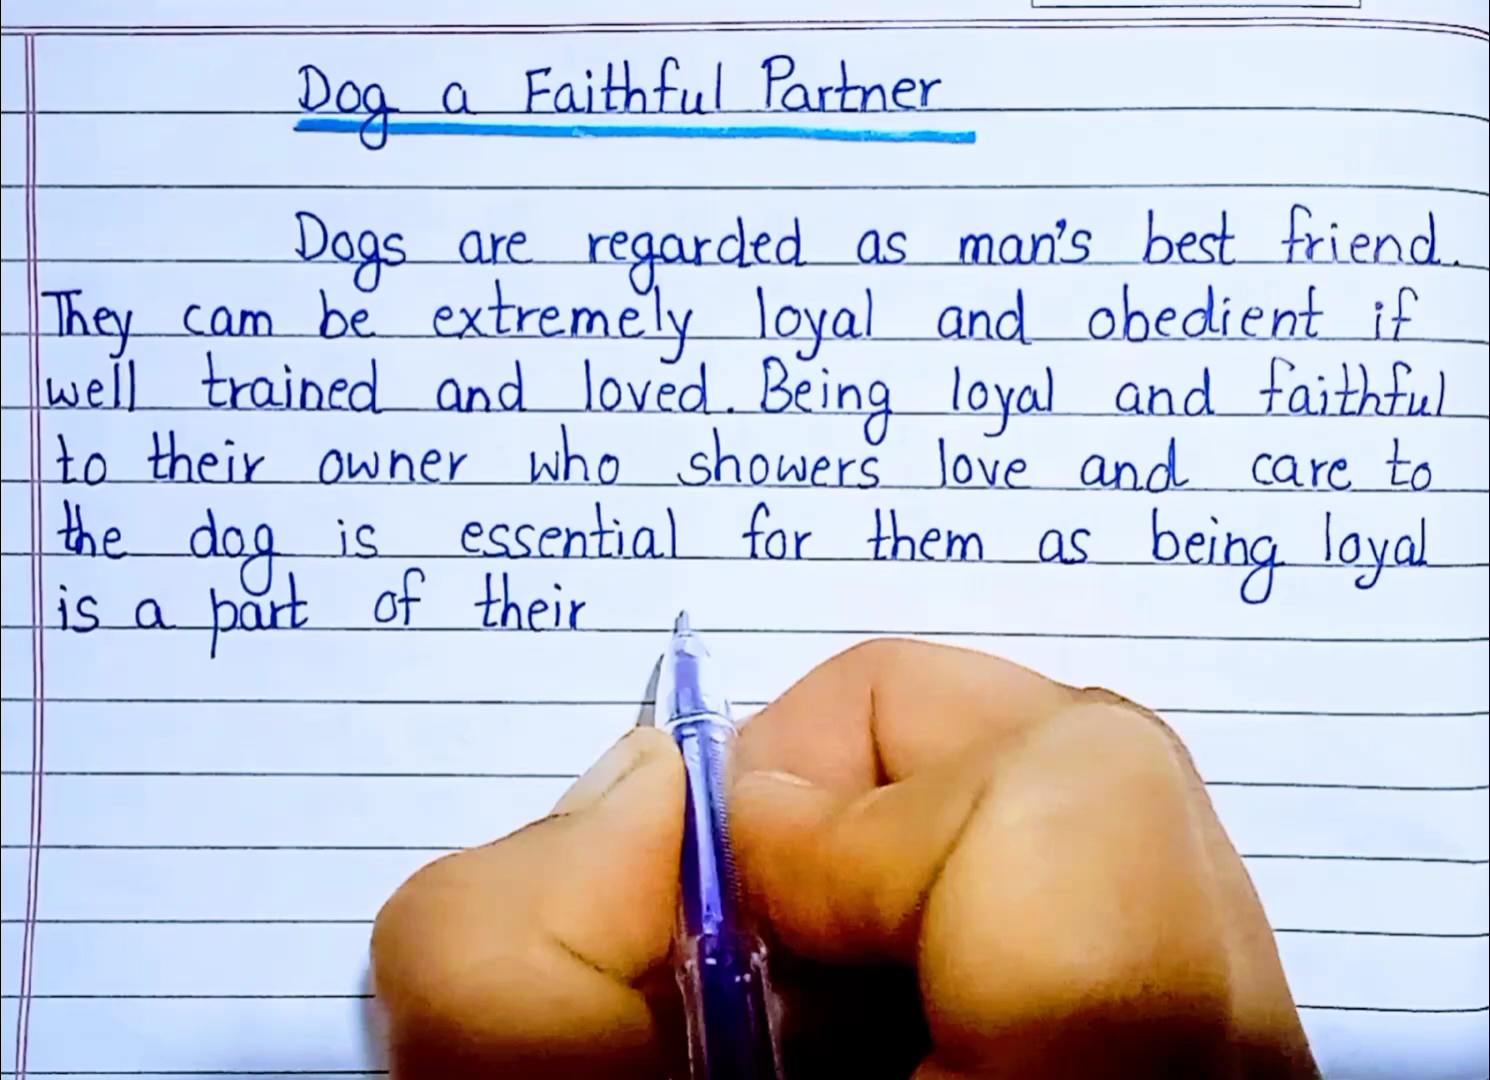 Dog a Faithful Partner
Dogs are regarded as man's best friend.
They cam be extremely loyal and obedient if
well trained and loved. Being loyal and faithful
to their owner who showers love and care to
the dog is essential for them as being loyal
is a part of their